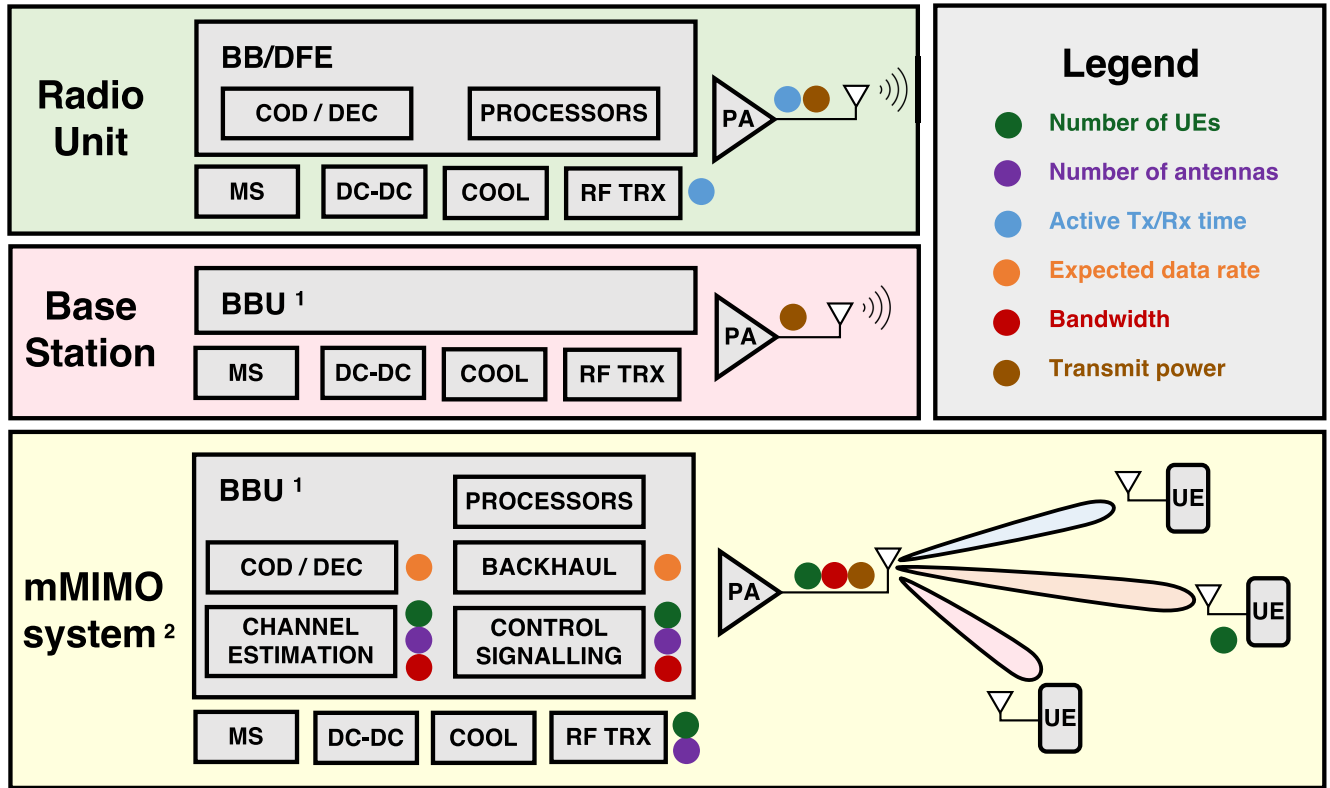 Radio
Unit
BB/DFE
COD / DEC
PROCESSORS
MS
DC-DC
COOL
RF TRX
PA
Legend
Number of UEs
Number of antennas
Active Tx/Rx time
Expected data rate
Bandwidth
Transmit power
Base
Station
BBU ¹
MS
DC-DC
COOL
RF TRX
PA
mMIMO
system ²
BBU ¹
PROCESSORS
COD / DEC
BACKHAUL
CHANNEL
ESTIMATION
CONTROL
SIGNALLING
MS
DC-DC
COOL
RF TRX
PA
UE
UE
UE